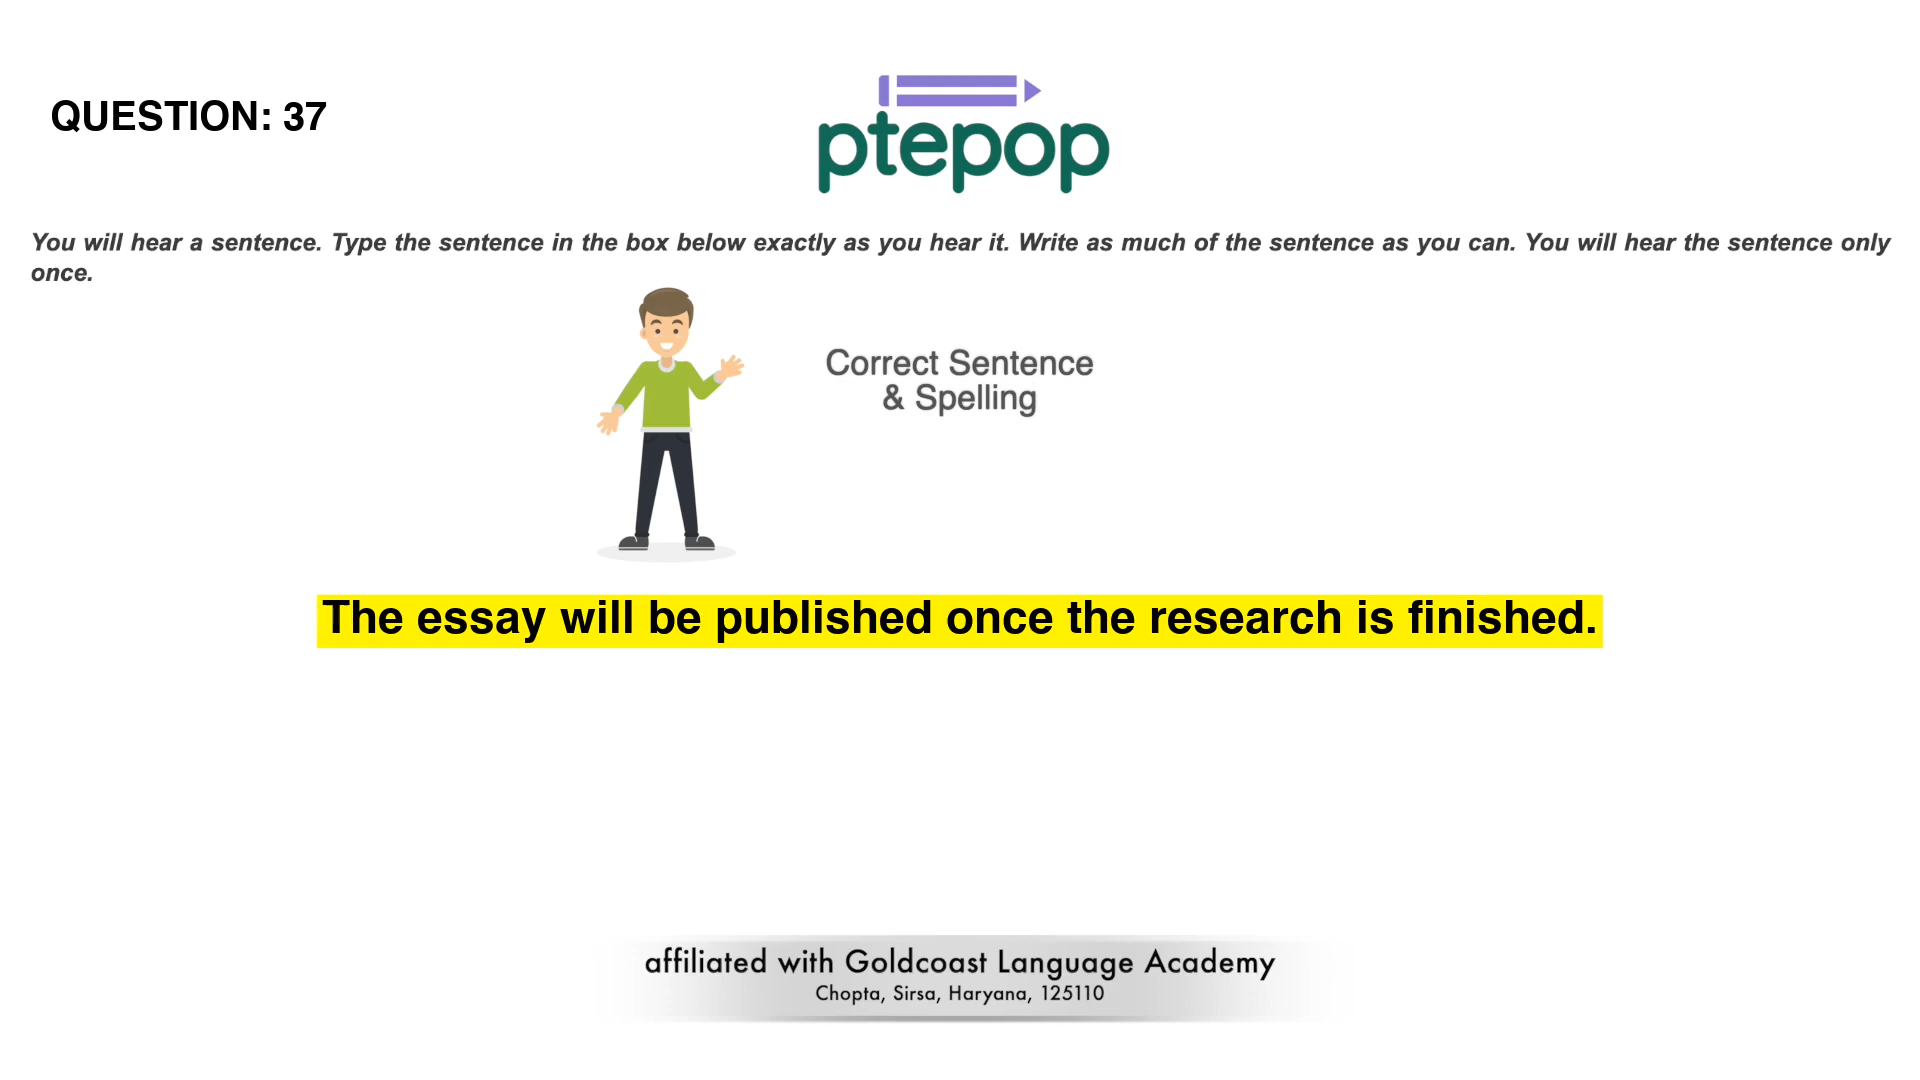 QUESTION: 37
ptepop
You will hear a sentence. Type the sentence in the box below exactly as you hear it. Write as much of the sentence as you can. You will hear the sentence only
once.
Correct Sentence
& Spelling
The essay will be published once the research is finished.
affiliated with Goldcoast Language Academy
Chopta, Sirsa, Haryana, 125110